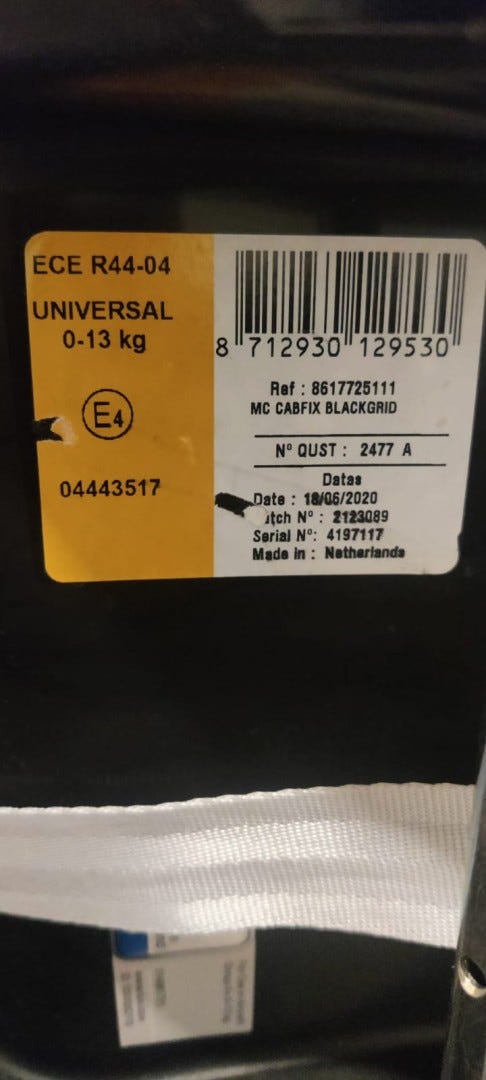 ECE R44-04
UNIVERSAL
0-13 kg
E4
04443517
8 712930 129530
Ref : 8617725111
MC CABFIX BLACKGRID
N° QUST : 2477 A
Datas
Date : 18/06/2020
atch N° : 2123089
Serial N°: 4197117
Made in : Netherlands